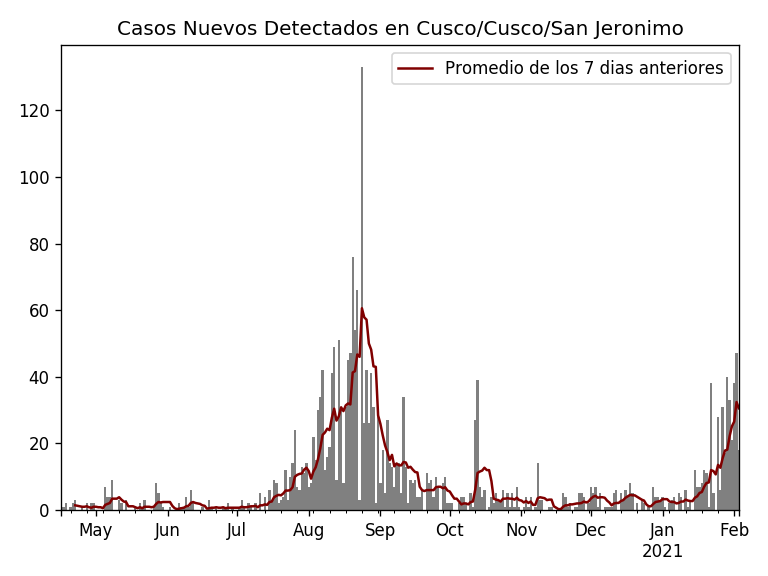 Casos Nuevos Detectados en Cusco/Cusco/San Jeronimo
Promedio de los 7 dias anteriores
120
100
80
60
40
20
0
May Jun Jul Aug Sep Oct Nov Dec Jan Feb
2021